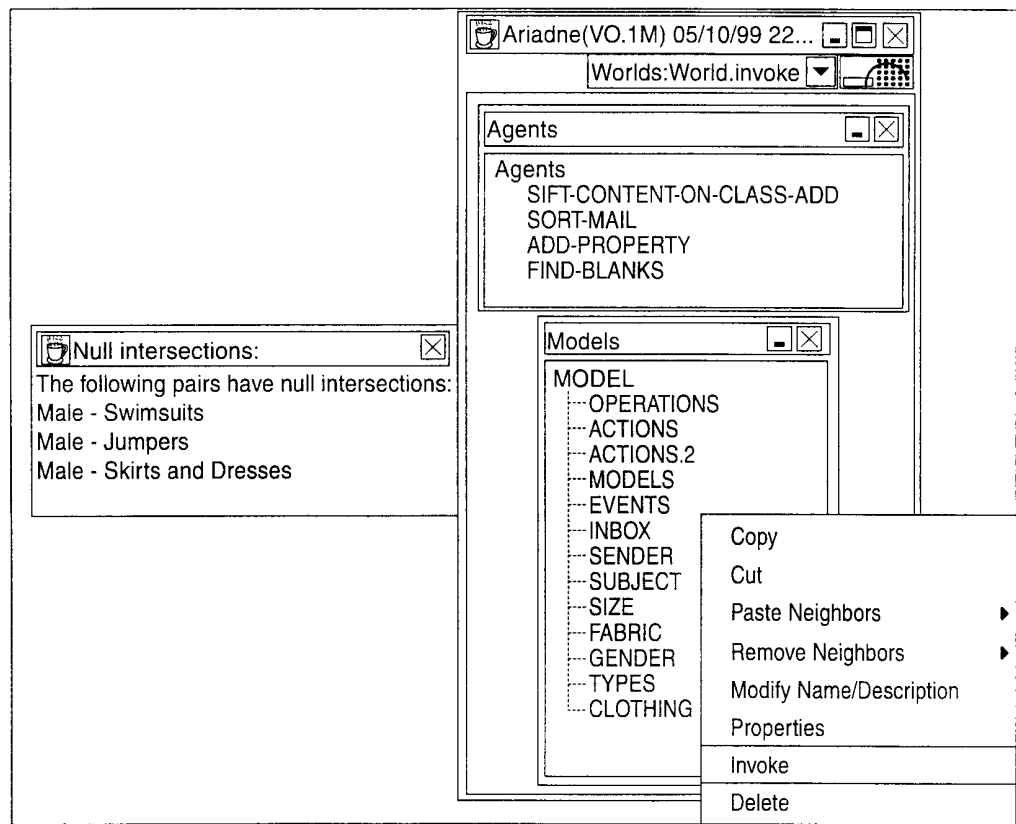 Ariadne(VO.1M) 05/10/99 22...
Worlds:World.invoke
Agents
Agents
SIFT-CONTENT-ON-CLASS-ADD
SORT-MAIL
ADD-PROPERTY
FIND-BLANKS
Null intersections:
The following pairs have null intersections:
Male - Swimsuits
Male - Jumpers
Male - Skirts and Dresses
Models
MODEL
OPERATIONS
ACTIONS
ACTIONS.2
MODELS
EVENTS
INBOX
SENDER
SUBJECT
SIZE
FABRIC
GENDER
TYPES
CLOTHING
Copy
Cut
Paste Neighbors
Remove Neighbors
Modify Name/Description
Properties
Invoke
Delete